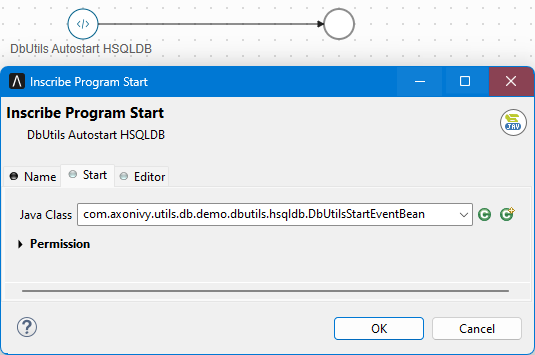 </>
DbUtils Autostart HSQLDB
Inscribe Program Start
Inscribe Program Start
DbUtils Autostart HSQLDB
JAV
Name Start Editor
Java Class com.axonivy.utils.db.demo.dbutils.hsqldb.DbUtilsStartEventBean
Permission
OK Cancel